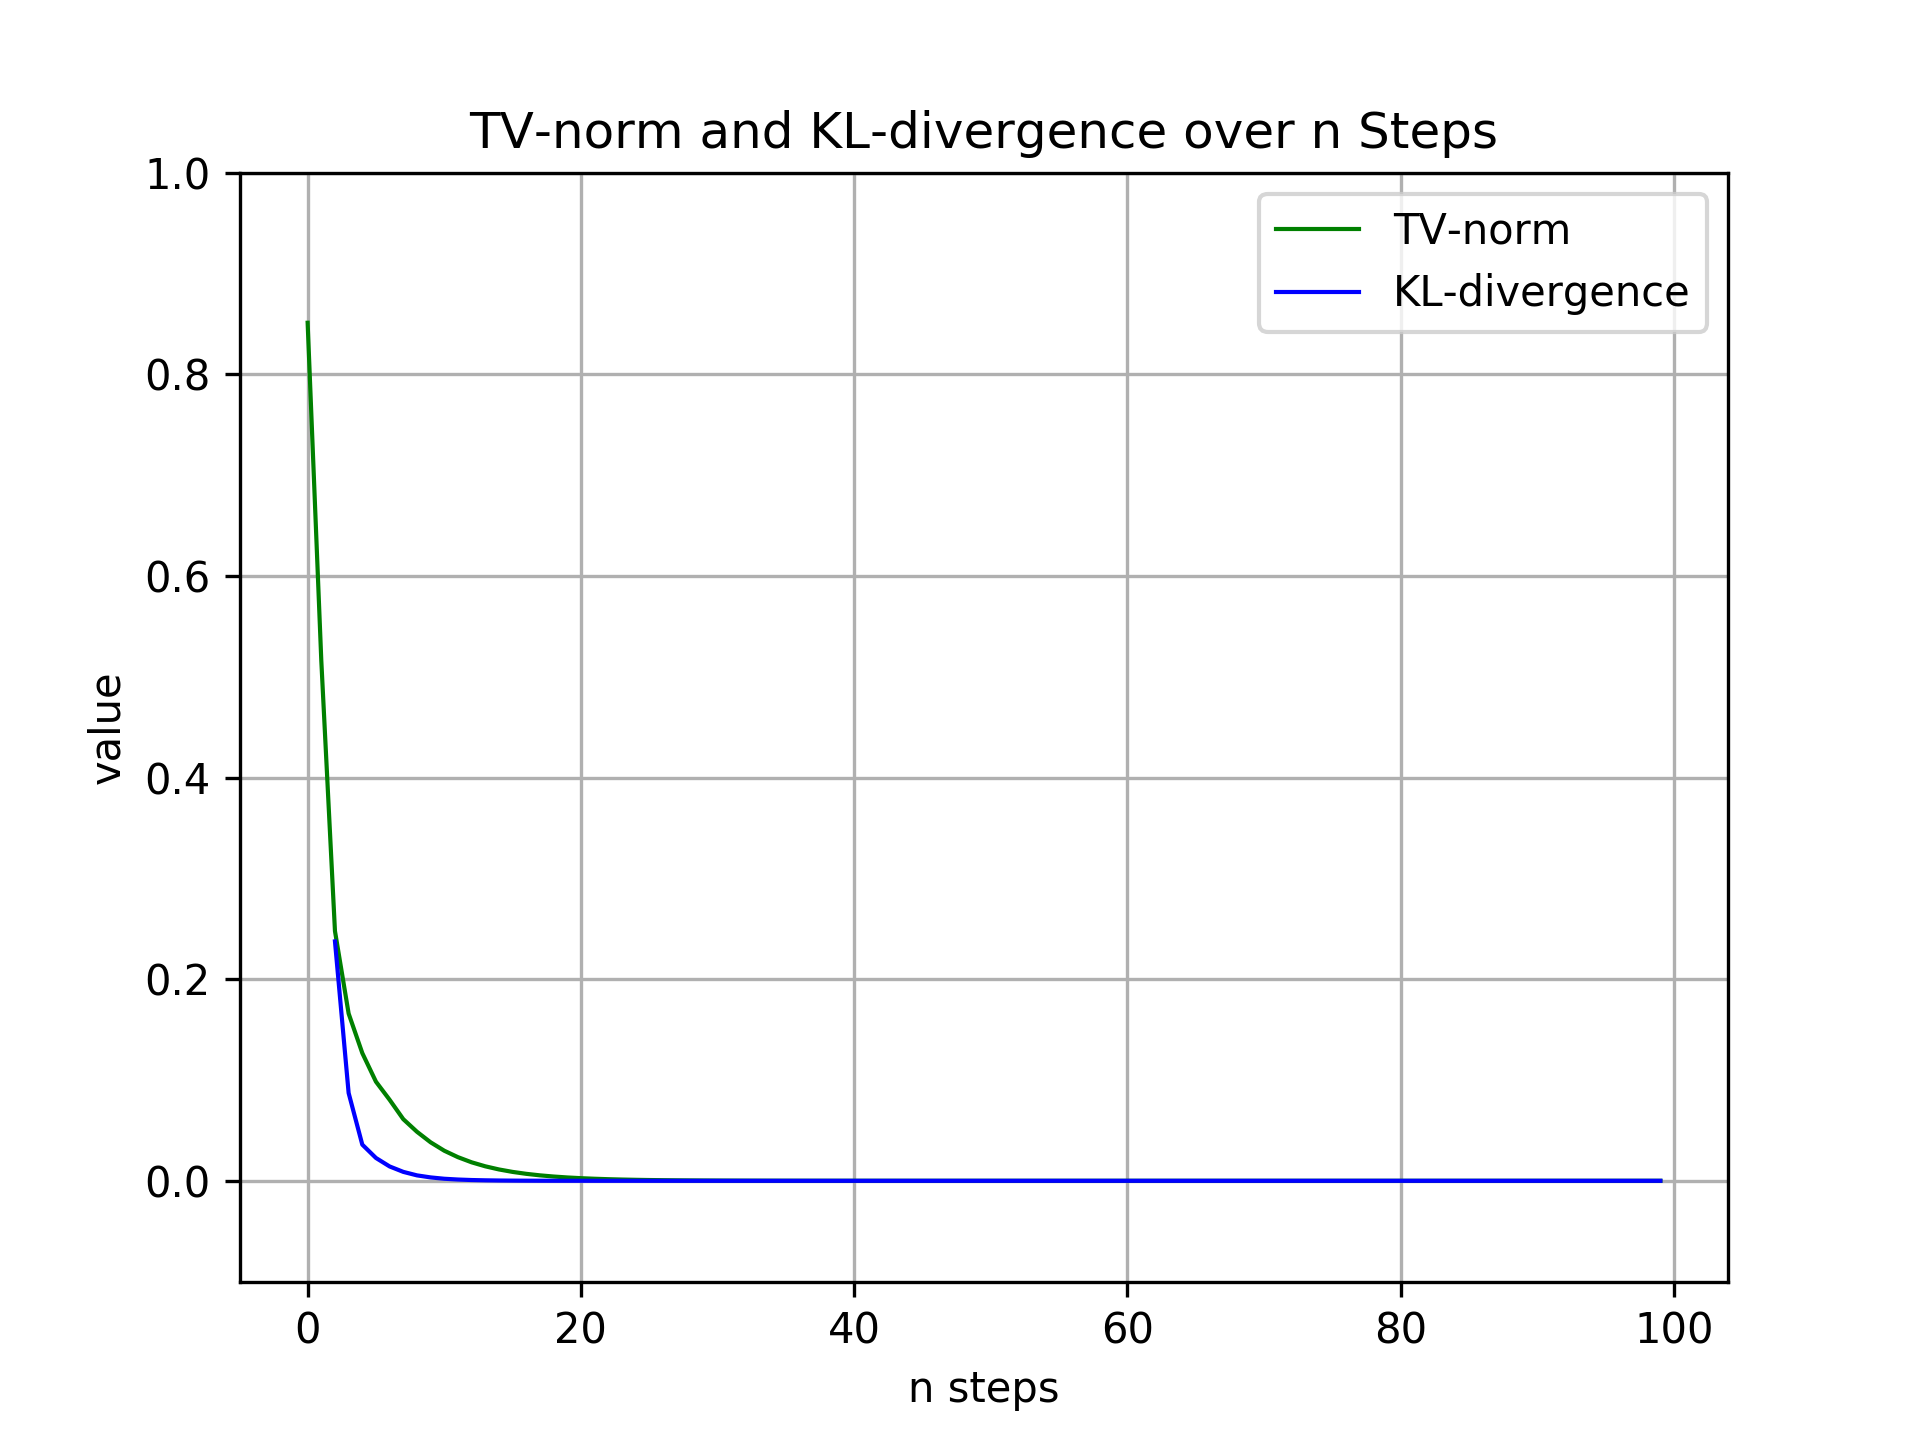 TV-norm and KL-divergence over n Steps
1.0
TV-norm
KL-divergence
0.8
0.6
value
0.4
0.2
0.0
0 20 40 60 80 100
n steps